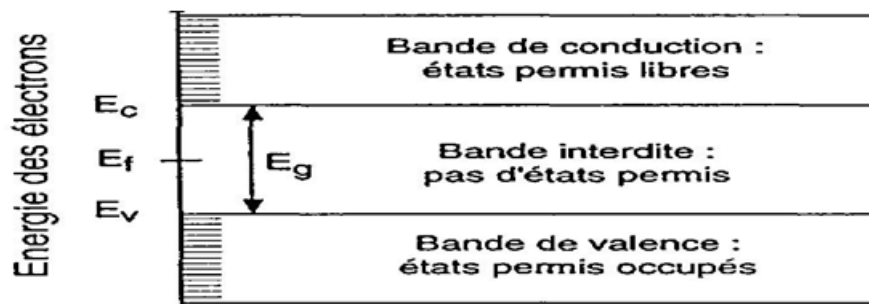 Energie des électrons
Bande de conduction :
états permis libres
Ec
Ef
Eg
Bande interdite :
pas d'états permis
Ev
Bande de valence :
états permis occupés